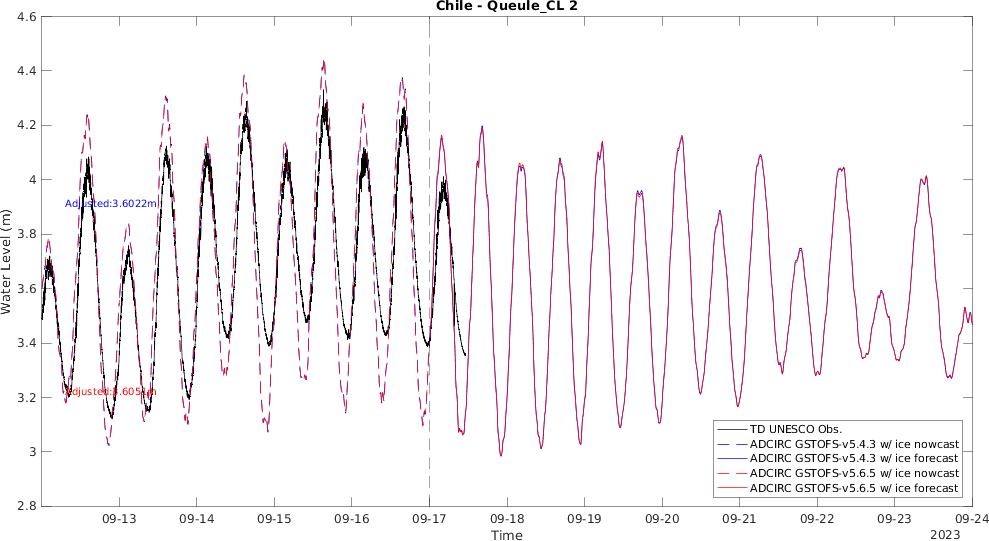 Chile - Queule_CL 2
Water Level (m)
4.6
4.4
4.2
4
3.8
3.6
3.4
3.2
3
2.8
Adjusted:3.6022m
TD UNESCO Obs.
ADCIRC GSTOFS-v5.4.3 w/ ice nowcast
ADCIRC GSTOFS-v5.4.3 w/ ice forecast
ADCIRC GSTOFS-v5.6.5 w/ ice nowcast
ADCIRC GSTOFS-v5.6.5 w/ ice forecast
09-13 09-14 09-15 09-16 09-17 09-18 09-19 09-20 09-21 09-22 09-23 09-24
Time
2023